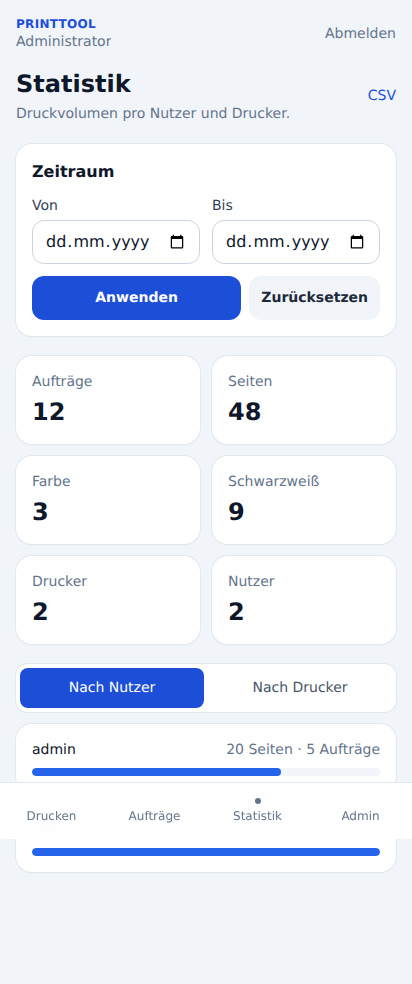 PRINTTOOL
Administrator
Abmelden
Statistik
CSV
Druckvolumen pro Nutzer und Drucker.
Zeitraum
Von
Bis
dd.mm.yyyy
dd.mm.yyyy
Anwenden
Zurücksetzen
Aufträge
Seiten
12
48
Farbe
Schwarzweiß
3
9
Drucker
Nutzer
2
2
Nach Nutzer
Nach Drucker
admin
20 Seiten · 5 Aufträge
Drucken
Aufträge
Statistik
Admin